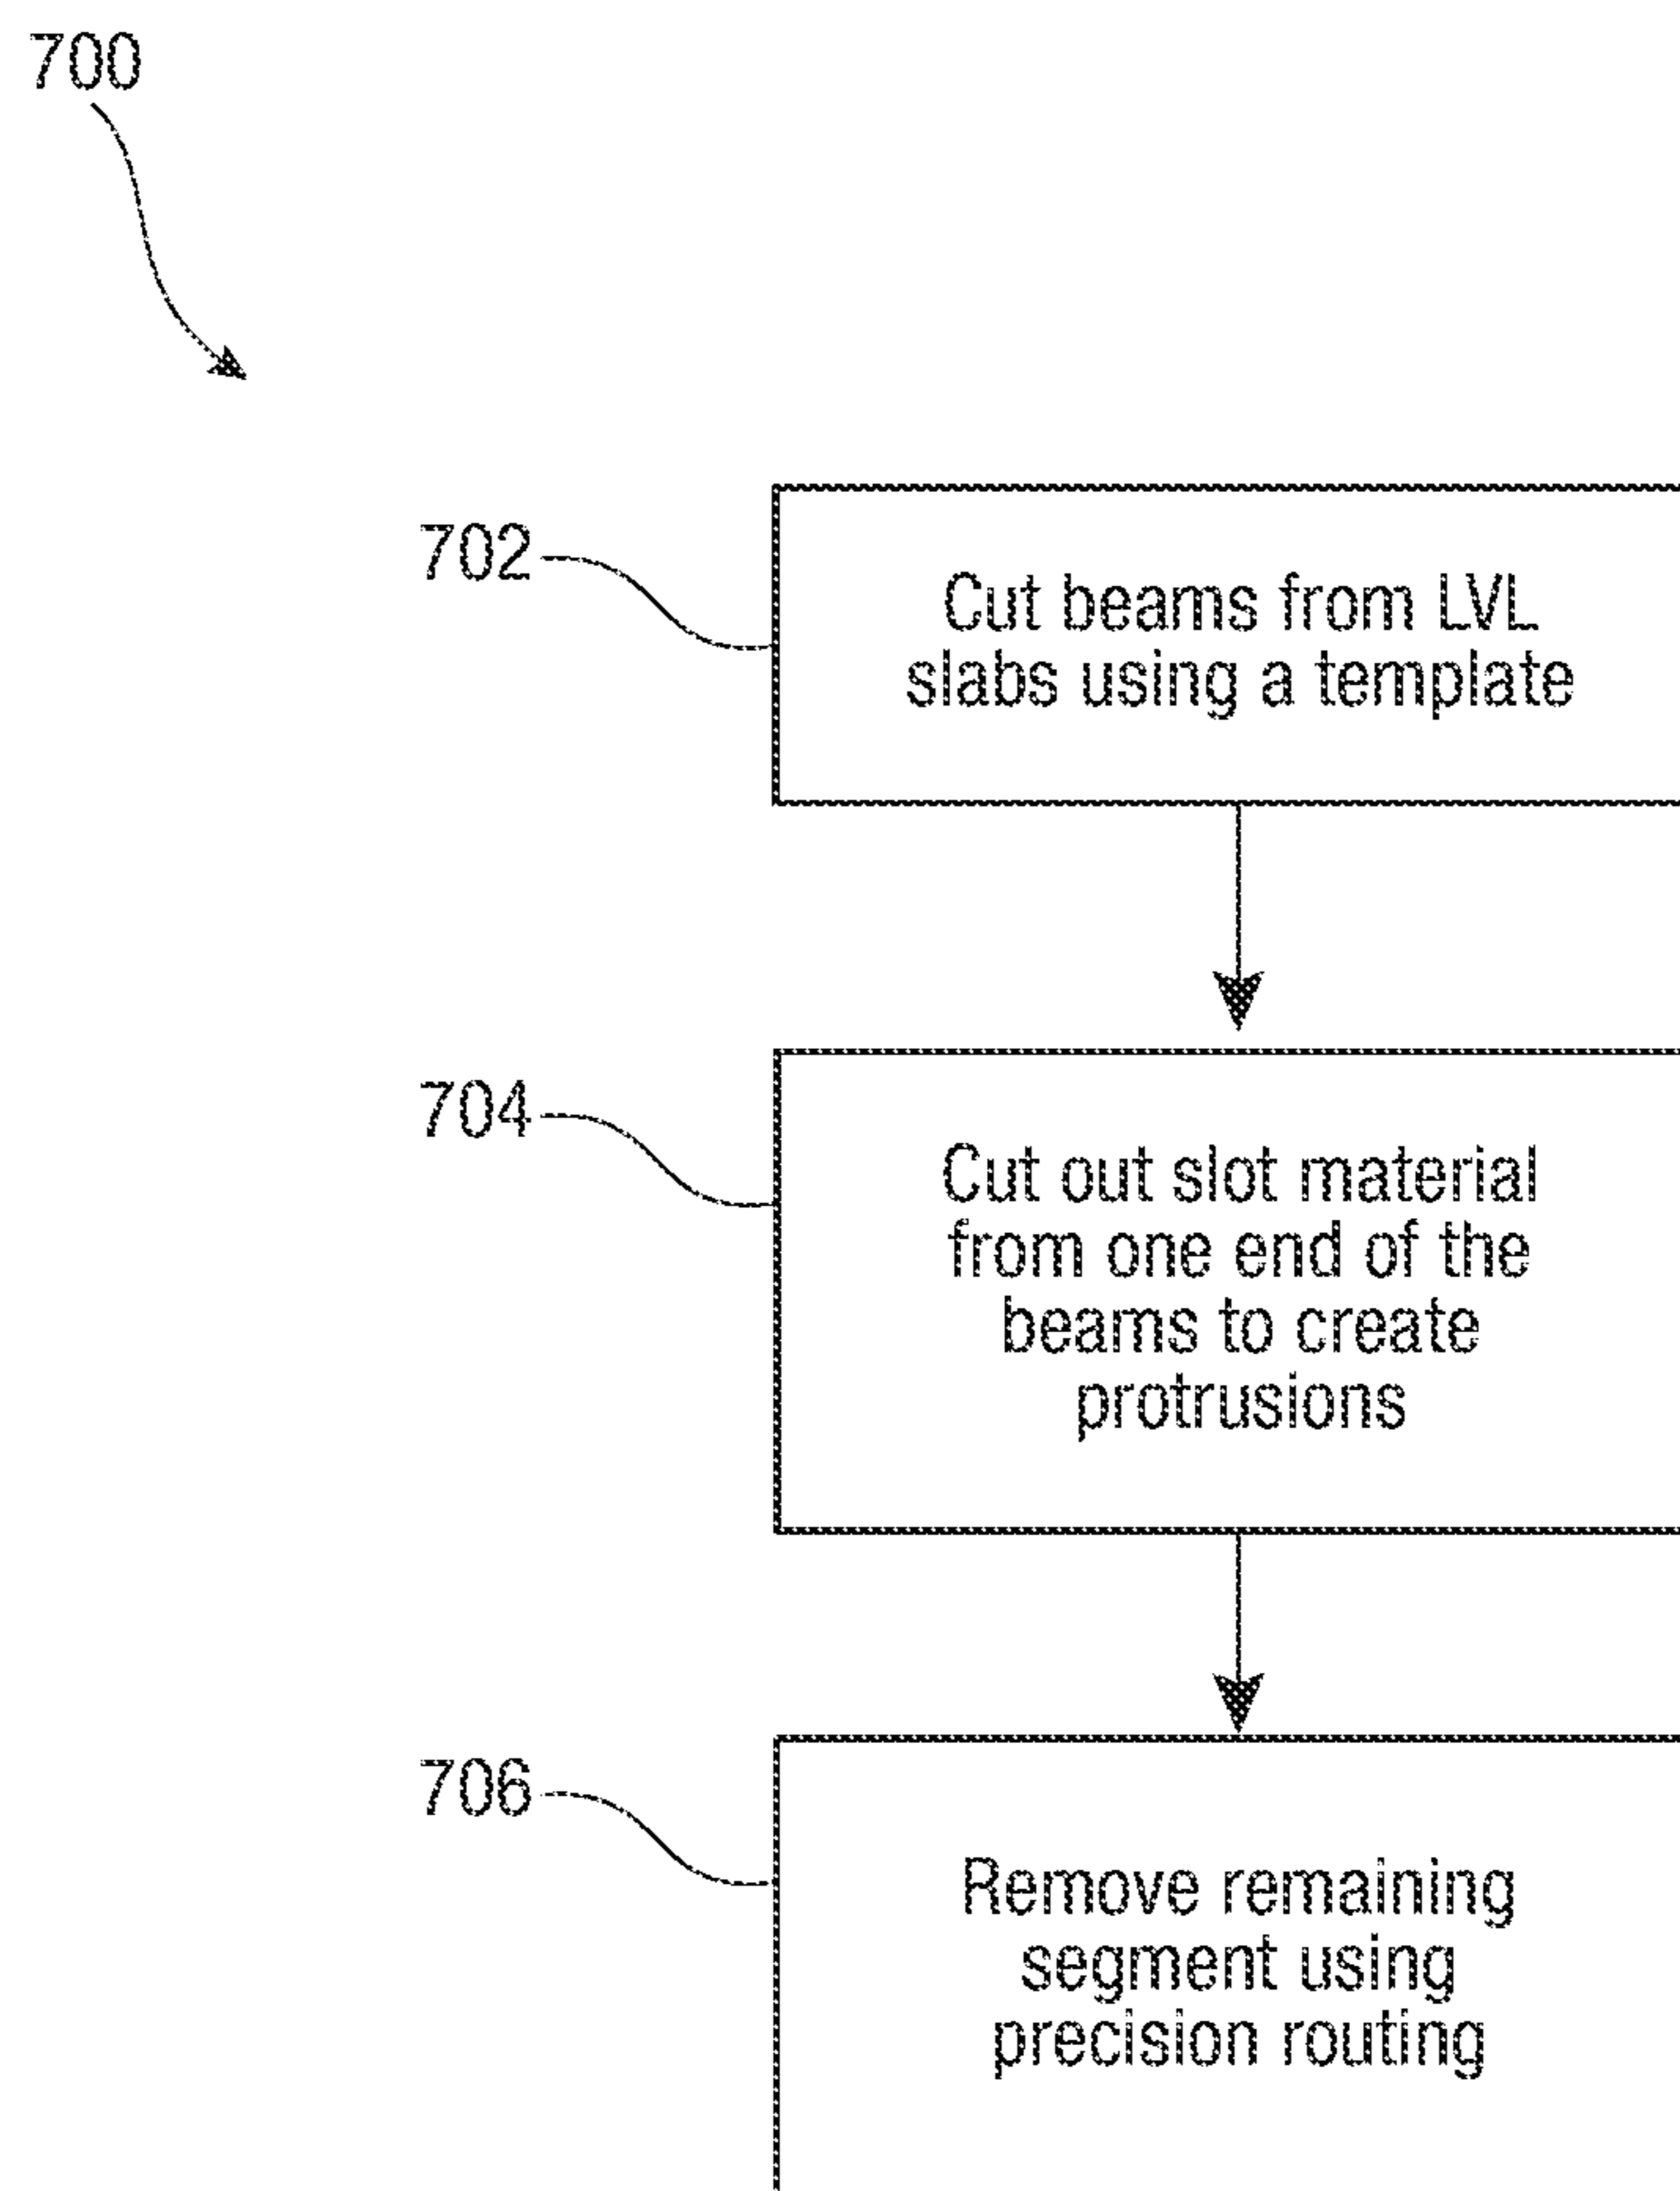 700
702
Cut beams from LVL
slabs using a template
704
Cut out slot material
from one end of the
beams to create
protrusions
706
Remove remaining
segment using
precision routing